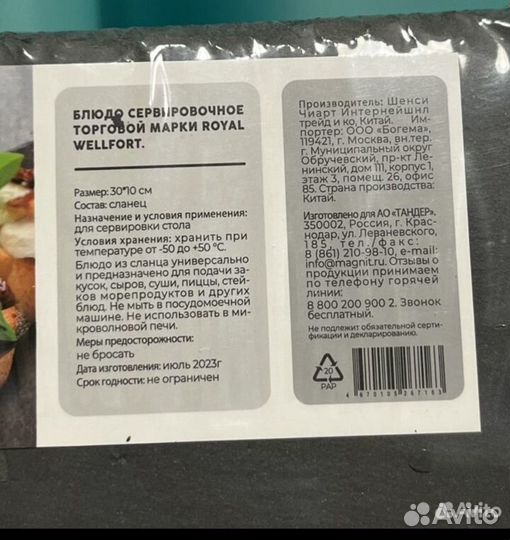 БЛЮДО СЕРВИРОВОЧНОЕ
ТОРГОВОЙ МАРКИ ROYAL
WELLFORT.
Размер: 30*10 см
Состав: сланец
Назначение и условия применения:
для сервировки стола
Условия хранения: хранить при
температуре от -50 до +50 °C.
Блюдо из сланца универсально
и предназначено для подачи за-
кусок, сыров, суши, пиццы, стей-
ков морепродуктов и других
блюд. Не мыть в посудомоечной
машине. Не использовать в ми-
кроволновой печи.
Меры предосторожности:
не бросать
Дата изготовления: июль 2023г
Срок годности: не ограничен
Производитель: Шенси
Чиарт Интернейшнл
трейд и ко, Китай. Им-
портер: ООО «Богема»,
119421, г. Москва, вн.тер.
г. Муниципальный округ
Обручевский, пр-кт Ле-
нинский, дом 111, корпус 1,
этаж 3, помещ. 26, офис
85. Страна производства:
Китай.
Изготовлено для АО «ТАНДЕР»,
350002, Россия, г. Крас-
нодар, ул. Леваневского,
185, тел./факс:
8 (861) 210-98-10, e-mail:
info@magnit.ru. Отзывы о
продукции принимаем
по телефону горячей
линии:
8 800 200 900 2. Звонок
бесплатный.
Не подлежит обязательной серти-
фикации и декларированию.
20
PAP
4 670105 267163
Avito